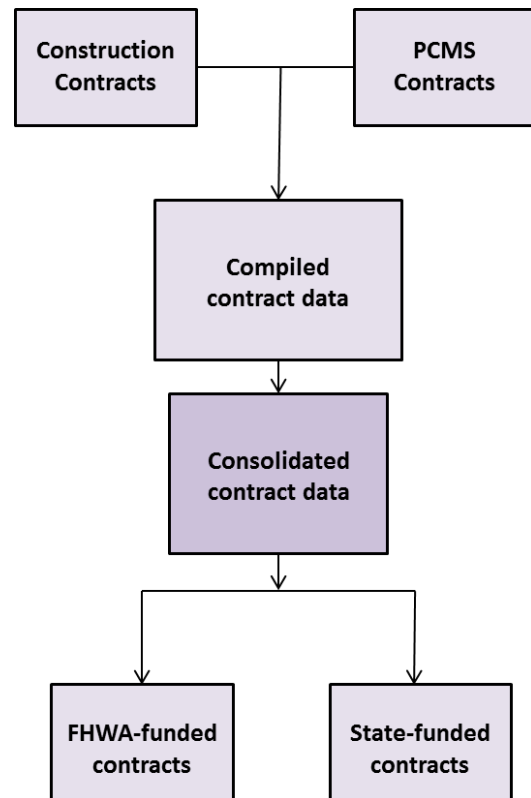 Construction
Contracts
PCMS
Contracts
Compiled
contract data
Consolidated
contract data
FHWA-funded
contracts
State-funded
contracts